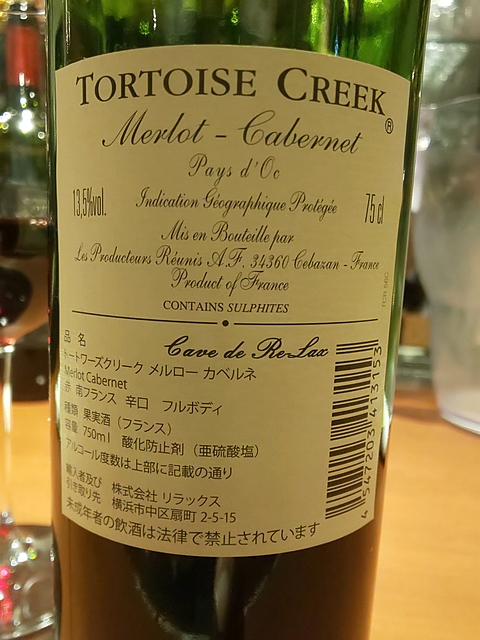 TORTOISE CREEK®
Merlot - Cabernet
Pays d'Oc
13,5%vol.
Indication Géographique Protégée
75 cl
Mis en Bouteille par
Les Producteurs Réunis A.F. 34360 Cebazan - France
Product of France
CONTAINS SULPHITES
Cave de Re-Lax
品 名
トートワーズクリーク メルロー カベルネ
Merlot Cabernet
赤 南フランス 辛口 フルボディ
種類 果実酒（フランス）
容量 750ml 酸化防止剤（亜硫酸塩）
アルコール度数は上部に記載の通り
輸入者及び
引き取り先
株式会社 リラックス
横浜市中区扇町 2-5-15
未成年者の飲酒は法律で禁止されています
4 547203 413153